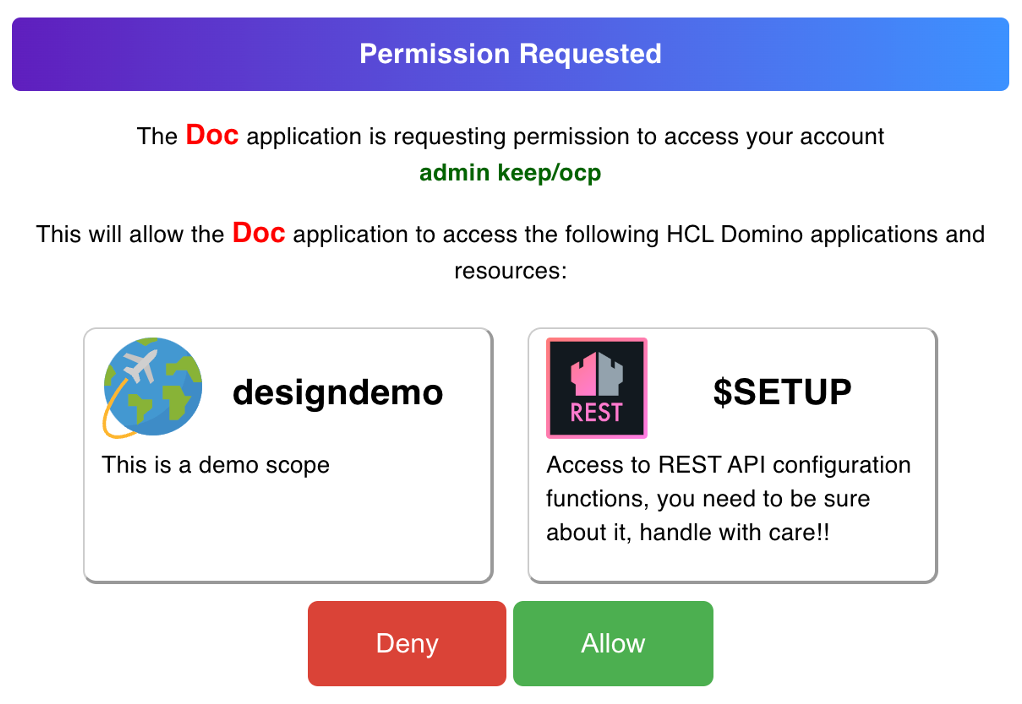 Permission Requested
The Doc application is requesting permission to access your account
admin keep/ocp
This will allow the Doc application to access the following HCL Domino applications and
resources:
designdemo
This is a demo scope
REST
$SETUP
Access to REST API configuration
functions, you need to be sure
about it, handle with care!!
Deny
Allow